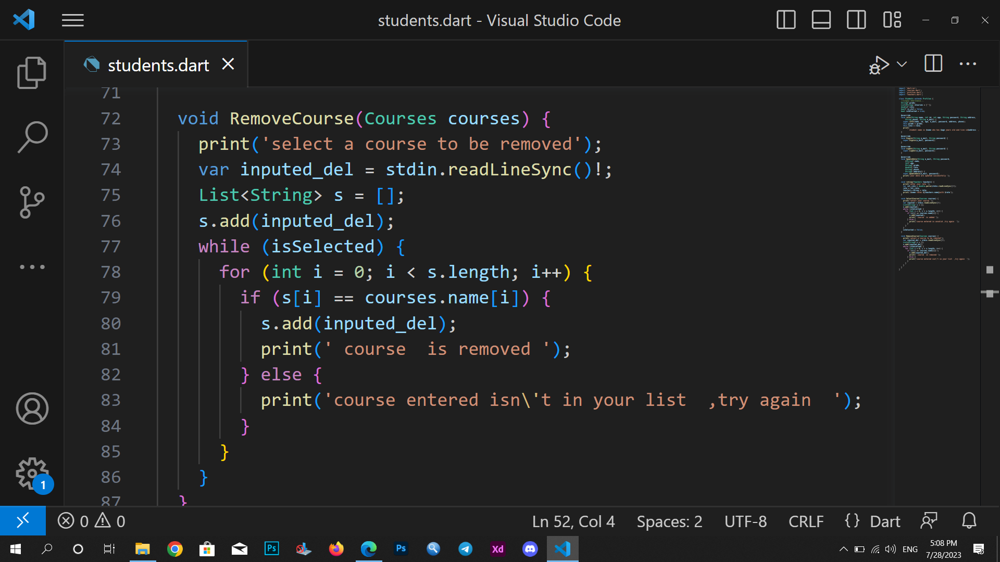 students.dart - Visual Studio Code
students.dart
71
72 void RemoveCourse(Courses courses) {
73 print('select a course to be removed');
74 var inputed_del = stdin.readLineSync()!;
75 List<String> s = [];
76 s.add(inputed_del);
77 while (isSelected) {
78 for (int i = 0; i < s.length; i++) {
79 if (s[i] == courses.name[i]) {
80 s.add(inputed_del);
81 print(' course  is removed ');
82 } else {
83 print('course entered isn\'t in your list  ,try again  ');
84 }
85 }
86 }
87 }
1
0 0 Ln 52, Col 4 Spaces: 2 UTF-8 CRLF {} Dart
Ps Ps Xd ENG 5:08 PM
7/28/2023